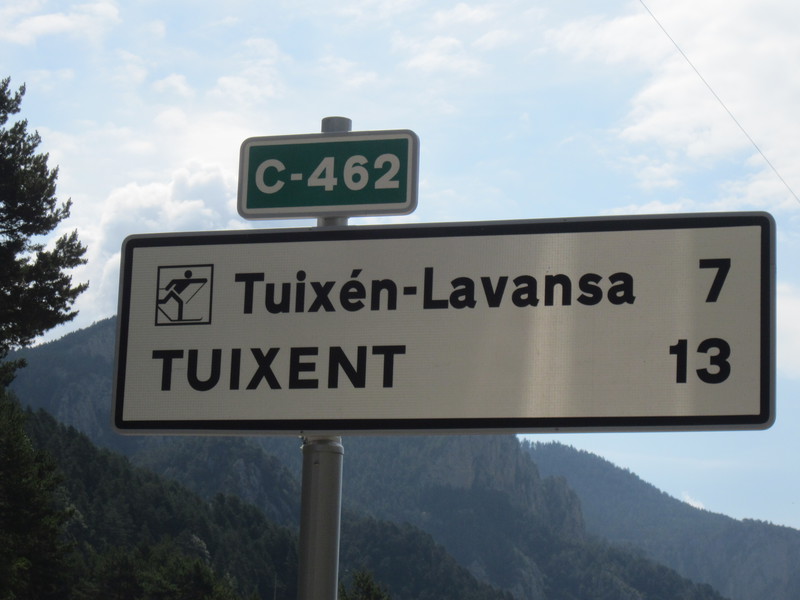 C-462
Tuixén-Lavansa 7
TUIXENT 13